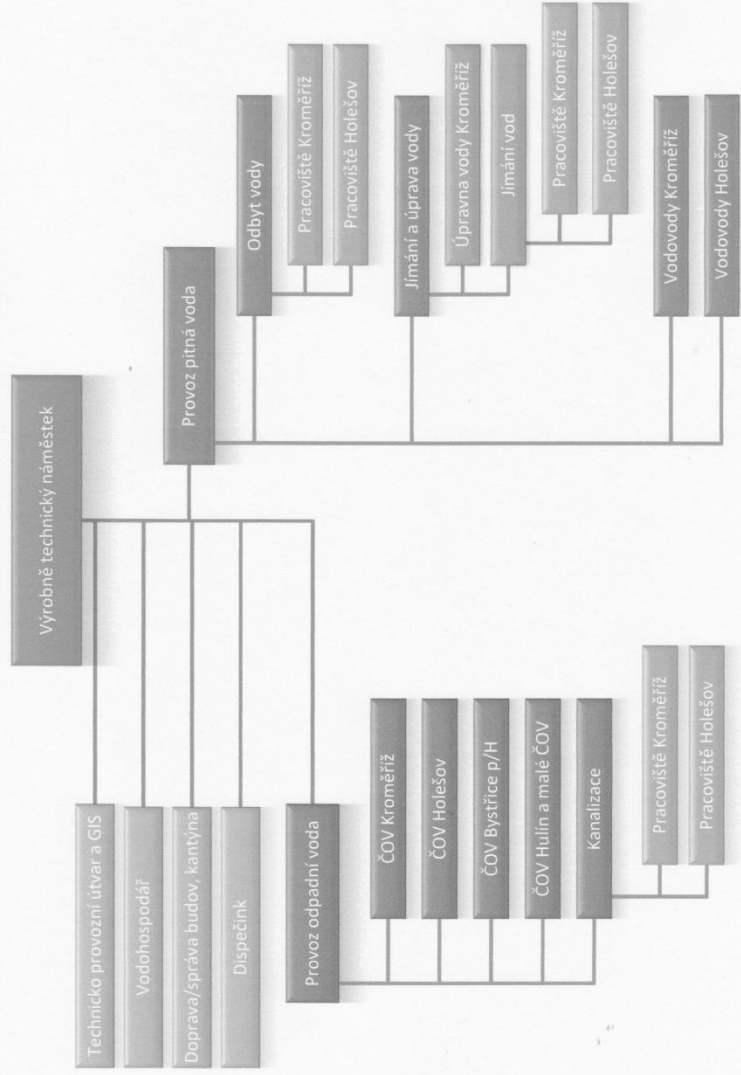 Výrobně technický náměstek
Technicko provozní útvar a GIS
Vodohospodář
Doprava/správa budov, kantýna
Dispečink
Provoz odpadní voda
ČOV Kroměříž
ČOV Holešov
ČOV Bystřice p/H
ČOV Hulín a malé ČOV
Kanalizace
Pracoviště Kroměříž
Pracoviště Holešov
Provoz pitná voda
Odbyt vody
Pracoviště Kroměříž
Pracoviště Holešov
Jímání a úprava vody
Úpravna vody Kroměříž
Jímání vod
Pracoviště Kroměříž
Pracoviště Holešov
Vodovody Kroměříž
Vodovody Holešov